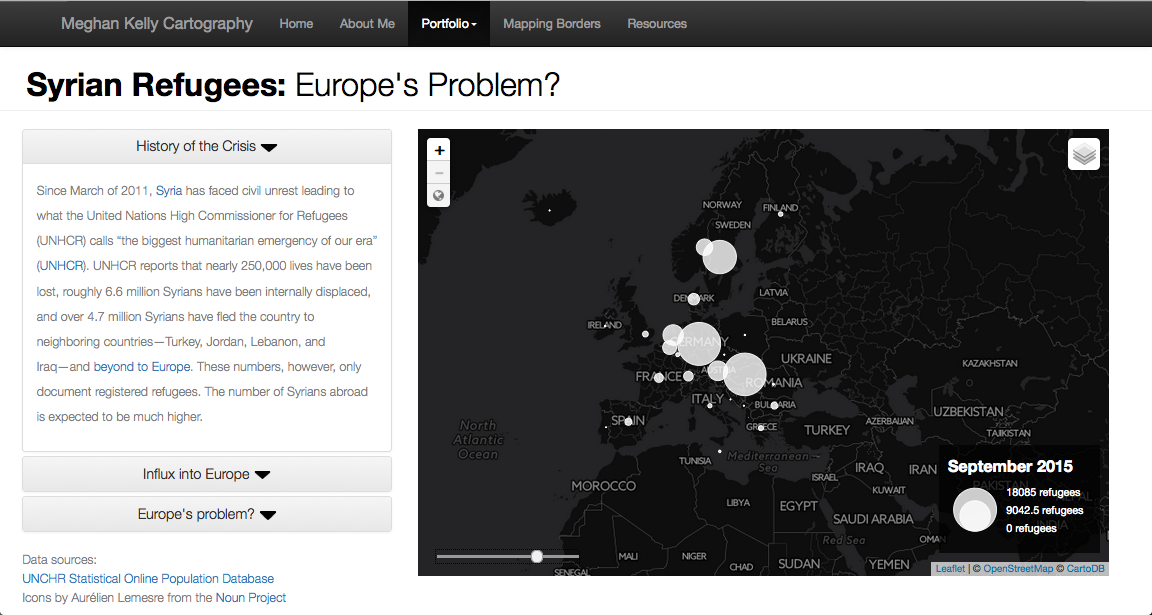 Meghan Kelly Cartography Home About Me Portfolio Mapping Borders Resources
Syrian Refugees: Europe's Problem?
History of the Crisis
Since March of 2011, Syria has faced civil unrest leading to
what the United Nations High Commissioner for Refugees
(UNHCR) calls “the biggest humanitarian emergency of our era”
(UNHCR). UNHCR reports that nearly 250,000 lives have been
lost, roughly 6.6 million Syrians have been internally displaced,
and over 4.7 million Syrians have fled the country to
neighboring countries—Turkey, Jordan, Lebanon, and
Iraq—and beyond to Europe. These numbers, however, only
document registered refugees. The number of Syrians abroad
is expected to be much higher.
Influx into Europe
Europe's problem?
Data sources:
UNCHR Statistical Online Population Database
Icons by Aurélien Lemesre from the Noun Project
+
−
NORWAY
FINLAND
SWEDEN
DENMARK
LATVIA
IRELAND
BELARUS
GERMANY
UKRAINE
KAZAKHSTAN
FRANCE
AUSTRIA
ROMANIA
ITALY
BULGARIA
UZBEKISTAN
SPAIN
GREECE
TURKEY
AZERBAIJAN
TAJIKISTAN
North
Atlantic
Ocean
TUNISIA
Mediterranean
Sea
ISRAEL
IRAQ
IRAN
MOROCCO
KUWAIT
PAKISTAN
LIBYA
EGYPT
SAUDI ARABIA
INDIA
Red Sea
OMAN
MALI
NIGER
CHAD
SUDAN
YEMEN
SENEGAL
September 2015
18085 refugees
9042.5 refugees
0 refugees
Leaflet | © OpenStreetMap © CartoDB